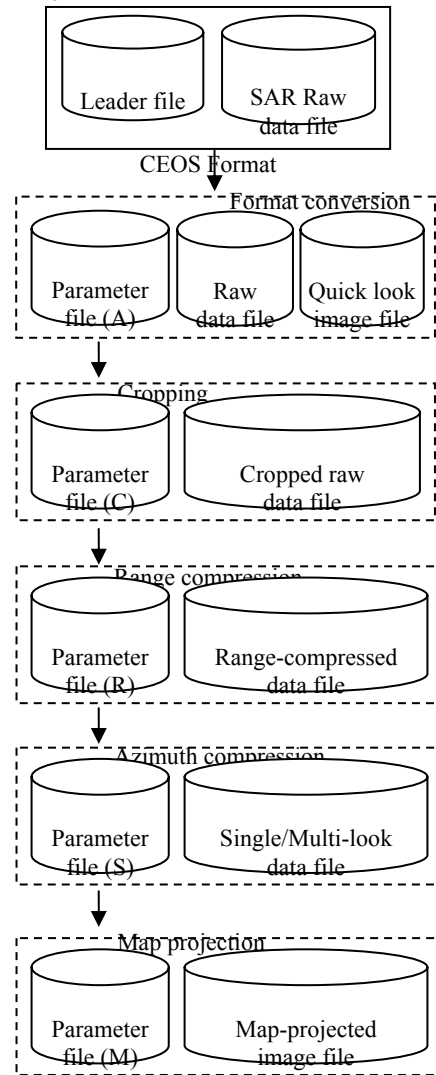 Leader file
SAR Raw
data file
CEOS Format
Format conversion
Parameter
file (A)
Raw
data file
Quick look
image file
Cropping
Parameter
file (C)
Cropped raw
data file
Range compression
Parameter
file (R)
Range-compressed
data file
Azimuth compression
Parameter
file (S)
Single/Multi-look
data file
Map projection
Parameter
file (M)
Map-projected
image file